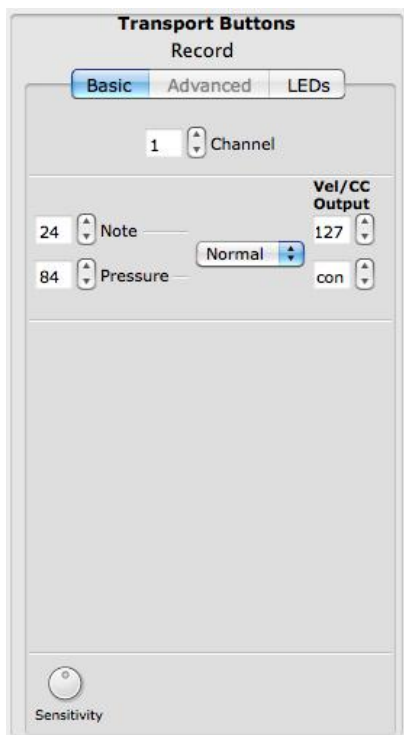 Transport Buttons
Record
Basic Advanced LEDs
1 Channel
Vel/CC
Output
24 Note Normal 127
84 Pressure con
Sensitivity